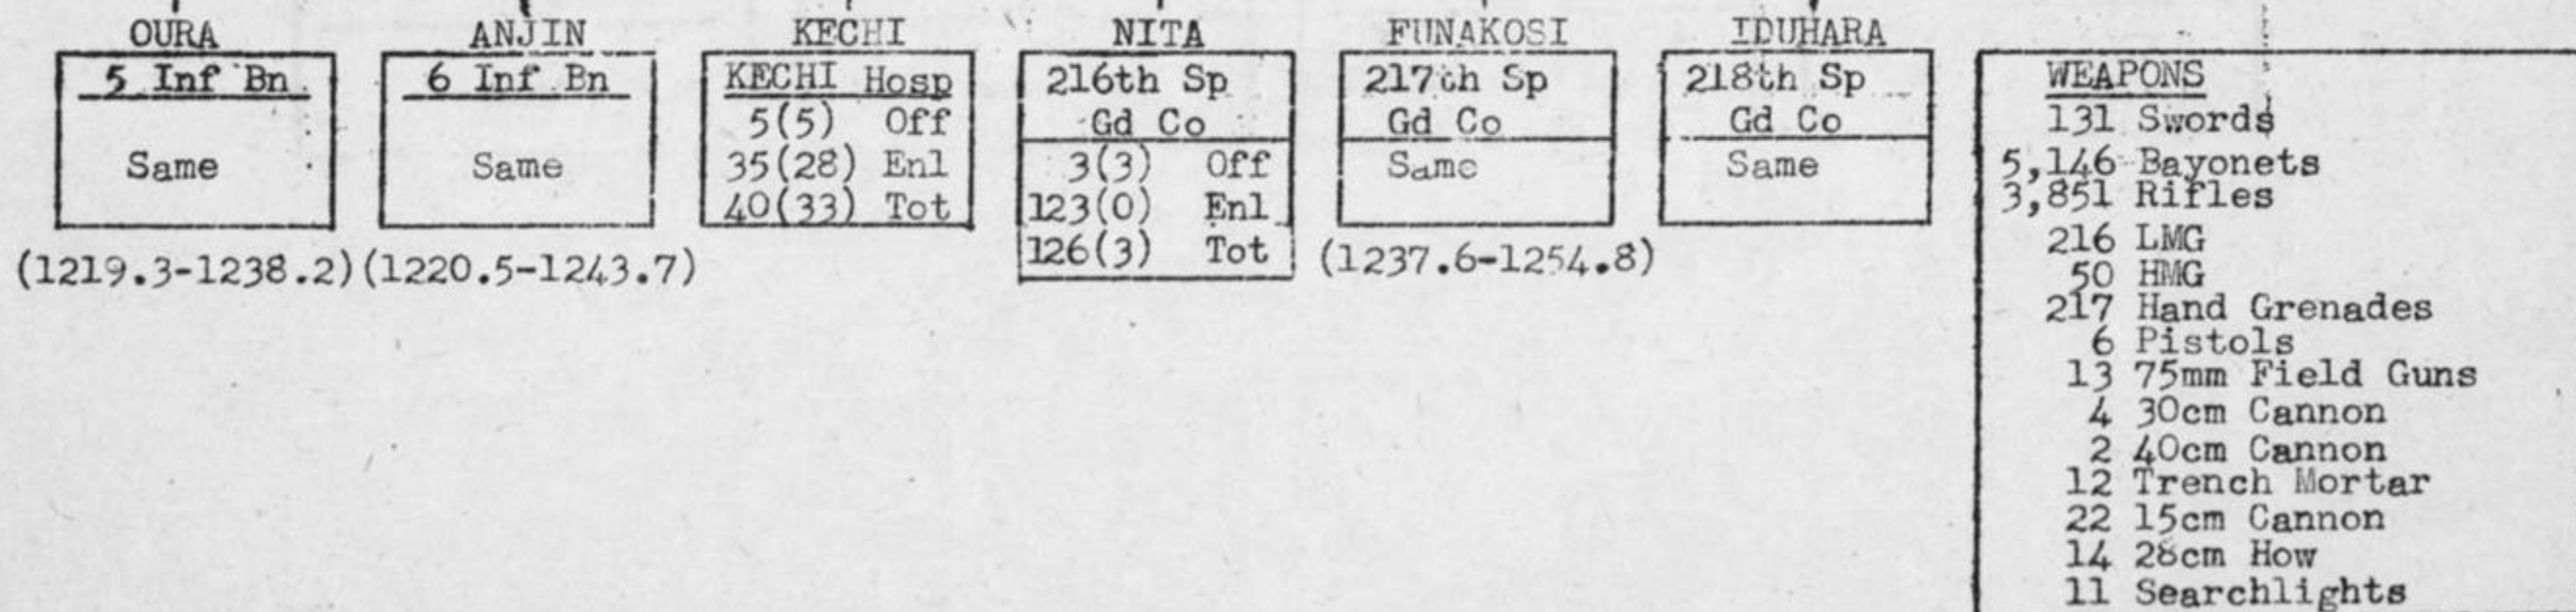 OURA
5 Inf Bn
Same
(1219.3-1238.2)
ANJIN
6 Inf Bn
Same
(1220.5-1243.7)
KECHI
KECHI Hosp
5(5) Off
35(28) Enl
40(33) Tot
NITA
216th Sp
Gd Co
3(3) Off
123(0) Enl
126(3) Tot
FUNAKOSI
217th Sp
Gd Co
Same
(1237.6-1254.8)
IDUHARA
218th Sp
Gd Co
Same
WEAPONS
131 Swords
5,146 Bayonets
3,851 Rifles
216 LMG
50 HMG
217 Hand Grenades
6 Pistols
13 75mm Field Guns
4 30cm Cannon
2 40cm Cannon
12 Trench Mortar
22 15cm Cannon
14 28cm How
11 Searchlights